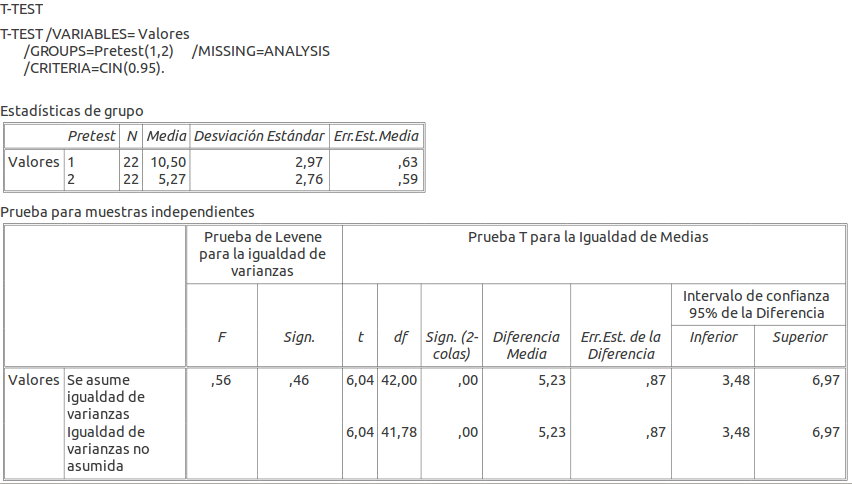 T-TEST
T-TEST /VARIABLES= Valores
/GROUPS=Pretest(1,2) /MISSING=ANALYSIS
/CRITERIA=CIN(0.95).
Estadísticas de grupo
Pretest N Media Desviación Estándar Err.Est.Media
Valores 1 22 10,50 2,97 ,63
2 22 5,27 2,76 ,59
Prueba para muestras independientes
Prueba de Levene
para la igualdad de
varianzas
Prueba T para la Igualdad de Medias
Intervalo de confianza
95% de la Diferencia
F Sign. t df Sign. (2-
colas)
Diferencia
Media
Err.Est. de la
Diferencia
Inferior Superior
Valores Se asume
igualdad de
varianzas
,56 ,46 6,04 42,00 ,00 5,23 ,87 3,48 6,97
Igualdad de
varianzas no
asumida
6,04 41,78 ,00 5,23 ,87 3,48 6,97